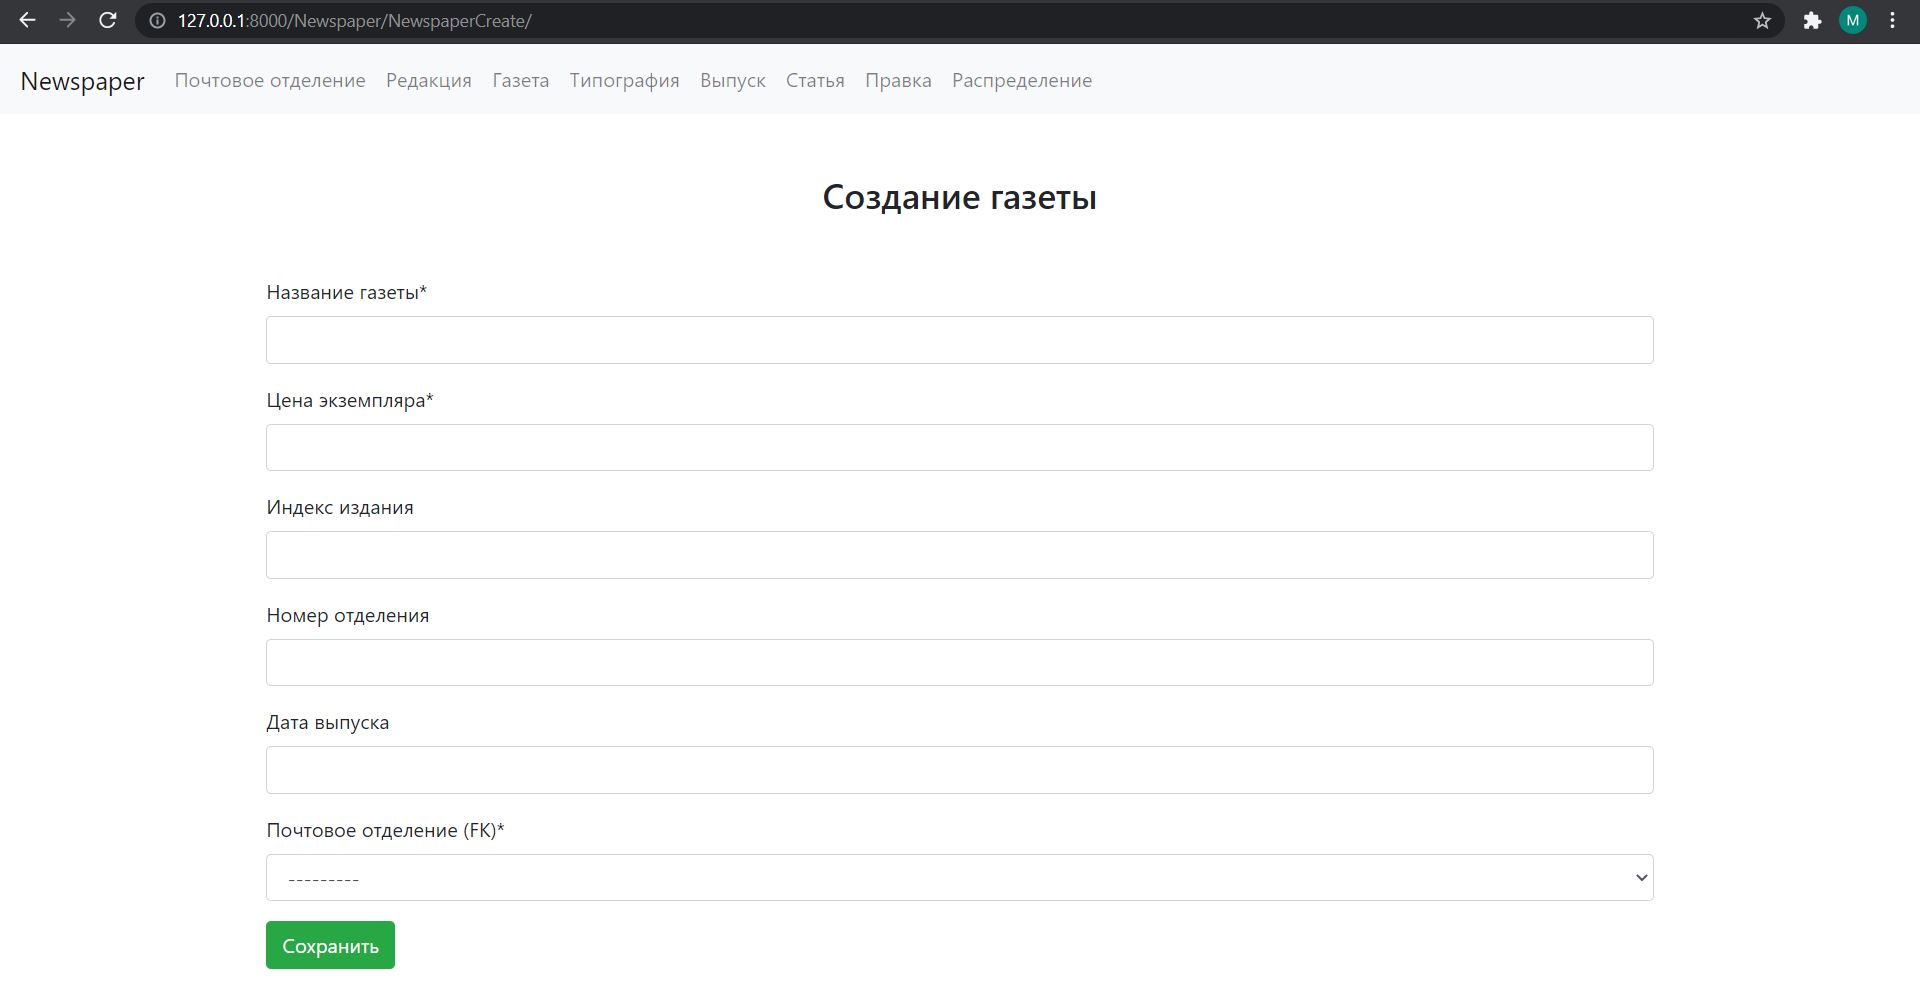 127.0.0.1:8000/Newspaper/NewspaperCreate/
M
Newspaper Почтовое отделение Редакция Газета Типография Выпуск Статья Правка Распределение
Создание газеты
Название газеты*
Цена экземпляра*
Индекс издания
Номер отделения
Дата выпуска
Почтовое отделение (FK)*
---------
Сохранить